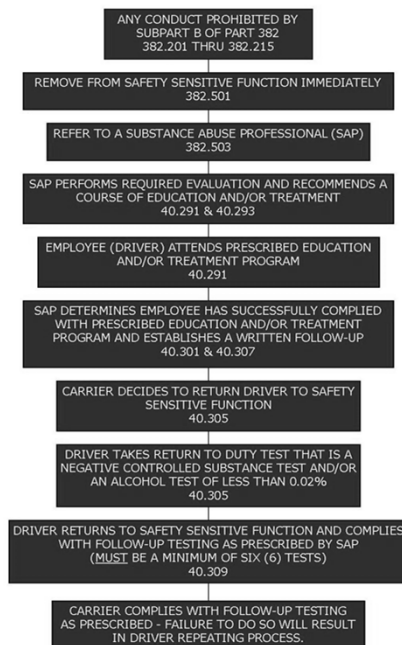 ANY CONDUCT PROHIBITED BY
SUBPART B OF PART 382
382.201 THRU 382.215
REMOVE FROM SAFETY SENSITIVE FUNCTION IMMEDIATELY
382.501
REFER TO A SUBSTANCE ABUSE PROFESSIONAL (SAP)
382.503
SAP PERFORMS REQUIRED EVALUATION AND RECOMMENDS A
COURSE OF EDUCATION AND/OR TREATMENT
40.291 & 40.293
EMPLOYEE (DRIVER) ATTENDS PRESCRIBED EDUCATION
AND/OR TREATMENT PROGRAM
40.291
SAP DETERMINES EMPLOYEE HAS SUCCESSFULLY COMPLIED
WITH PRESCRIBED EDUCATION AND/OR TREATMENT
PROGRAM AND ESTABLISHES A WRITTEN FOLLOW-UP
40.301 & 40.307
CARRIER DECIDES TO RETURN DRIVER TO SAFETY
SENSITIVE FUNCTION
40.305
DRIVER TAKES RETURN TO DUTY TEST THAT IS A
NEGATIVE CONTROLLED SUBSTANCE TEST AND/OR
AN ALCOHOL TEST OF LESS THAN 0.02%
40.305
DRIVER RETURNS TO SAFETY SENSITIVE FUNCTION AND COMPLIES
WITH FOLLOW-UP TESTING AS PRESCRIBED BY SAP
(MUST BE A MINIMUM OF SIX (6) TESTS)
40.309
CARRIER COMPLIES WITH FOLLOW-UP TESTING
AS PRESCRIBED - FAILURE TO DO SO WILL RESULT
IN DRIVER REPEATING PROCESS.